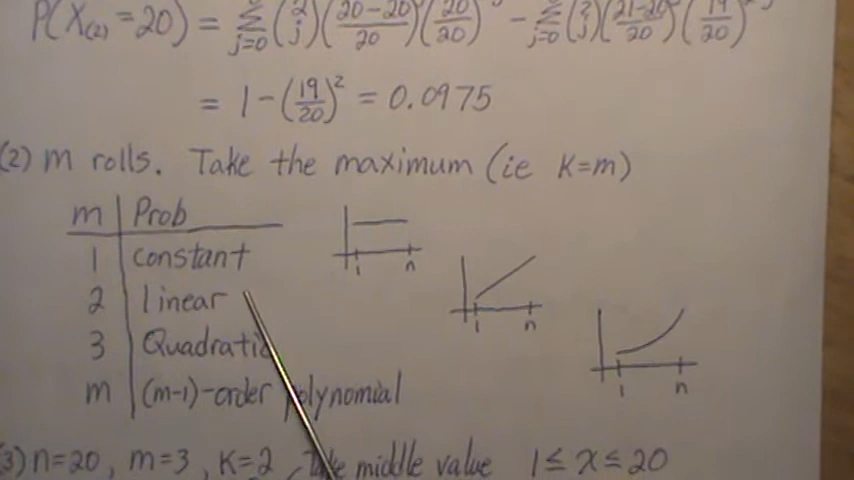 P(X(2) = 20) = ∑j=0 (2 j) (20-20/20) (20/20) - ∑j=0 (2 j) (21-20/20) (19/20)
= 1 - (19/20)² = 0.0975
(2) m rolls. Take the maximum (ie K=m)
m Prob
1 constant
1 n
2 linear
1 n
3 Quadratic
1 n
m (m-1)-order polynomial
(3) n=20, m=3, K=2, Take middle value 1 ≤ x ≤ 20